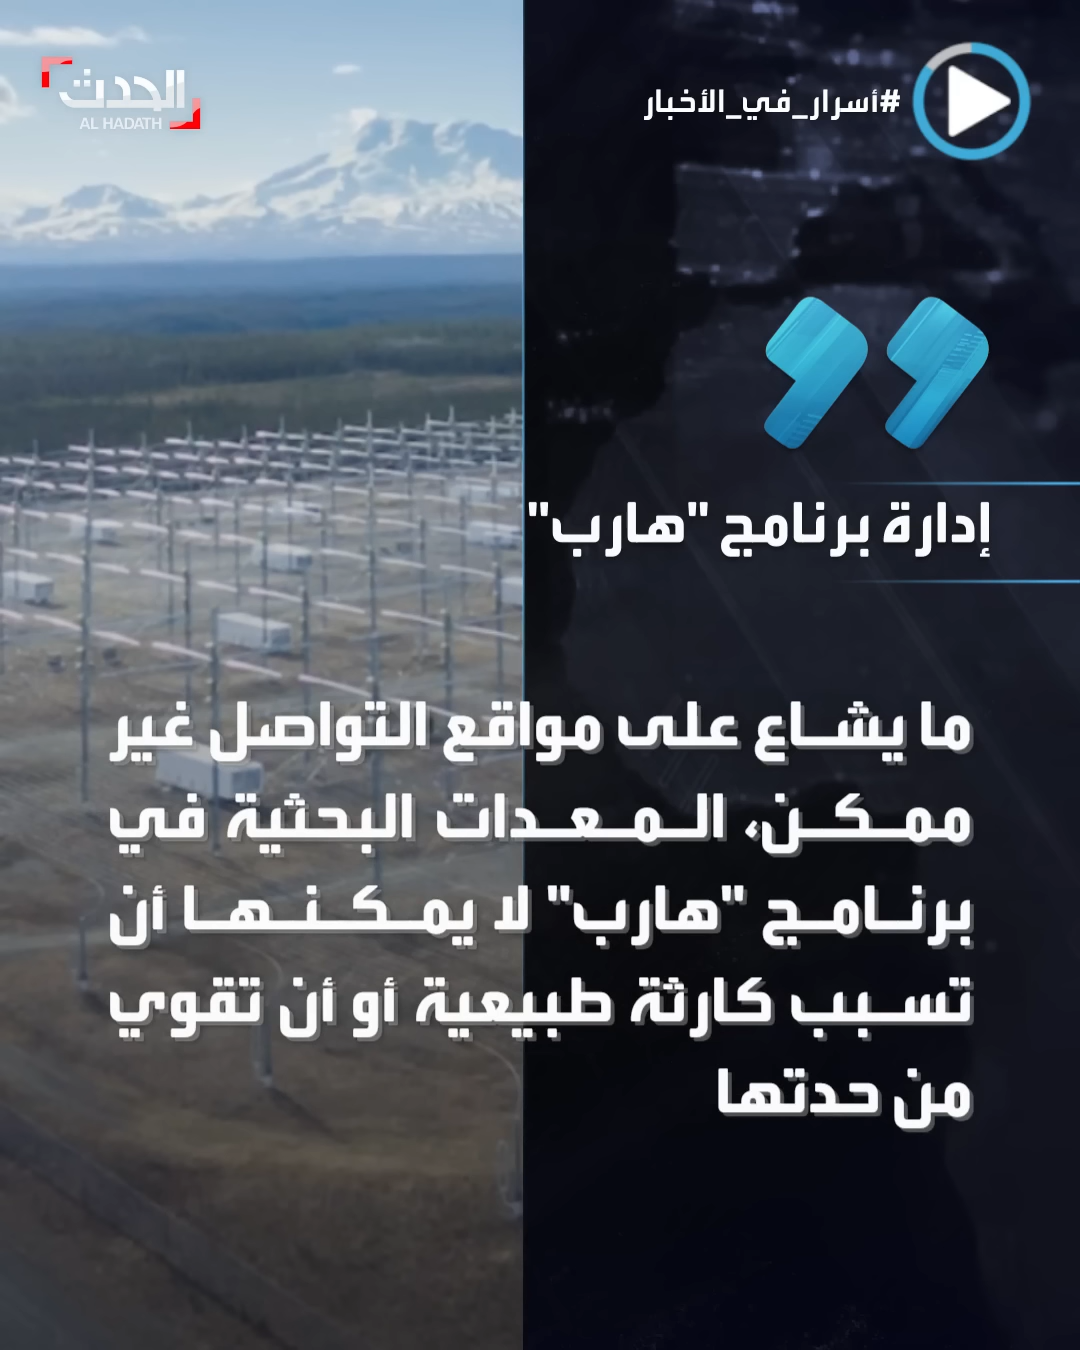 #أسرار_في_الأخبار
الحدث
AL HADATH
إدارة برنامج "هارب"
ما يشاع على مواقع التواصل غير
ممكن، المعدات البحثية في
برنامج "هارب" لا يمكنها أن
تسبب كارثة طبيعية أو أن تقوي
من حدتها